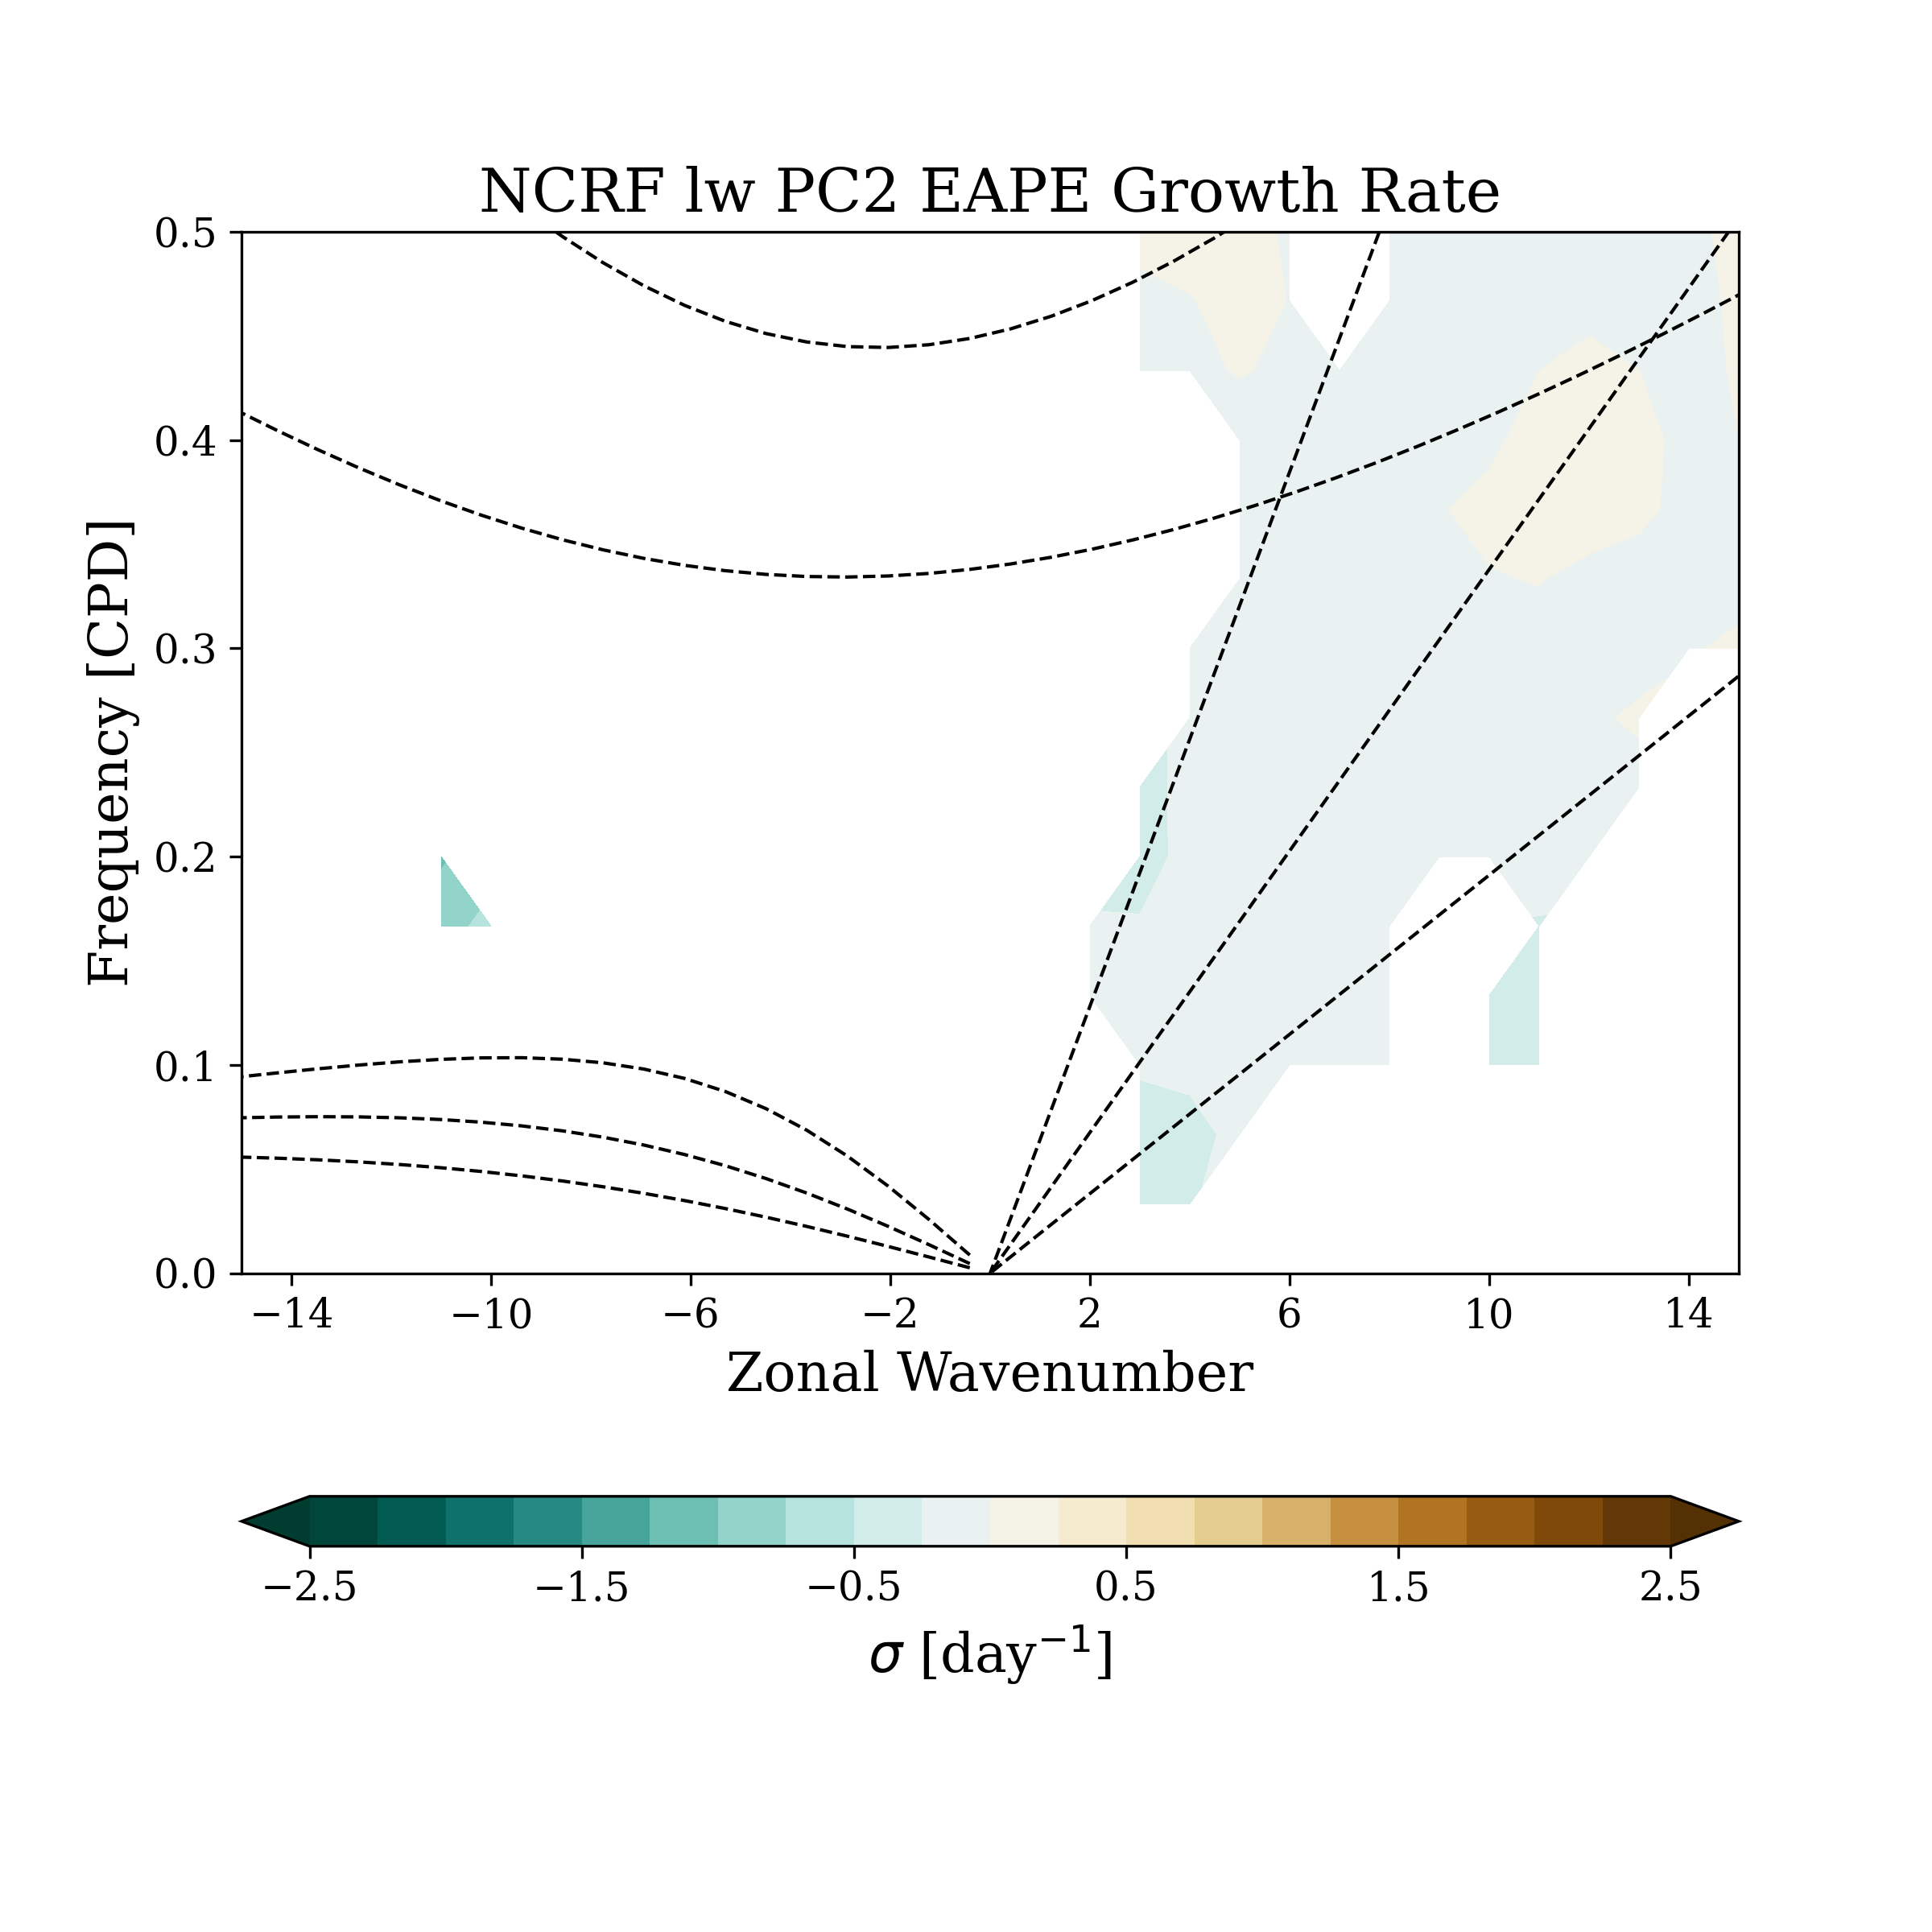 NCRF lw PC2 EAPE Growth Rate
0.5
0.4
0.3
0.2
0.1
0.0
Frequency [CPD]
−14 −10 −6 −2 2 6 10 14
Zonal Wavenumber
−2.5 −1.5 −0.5 0.5 1.5 2.5
σ [day⁻¹]